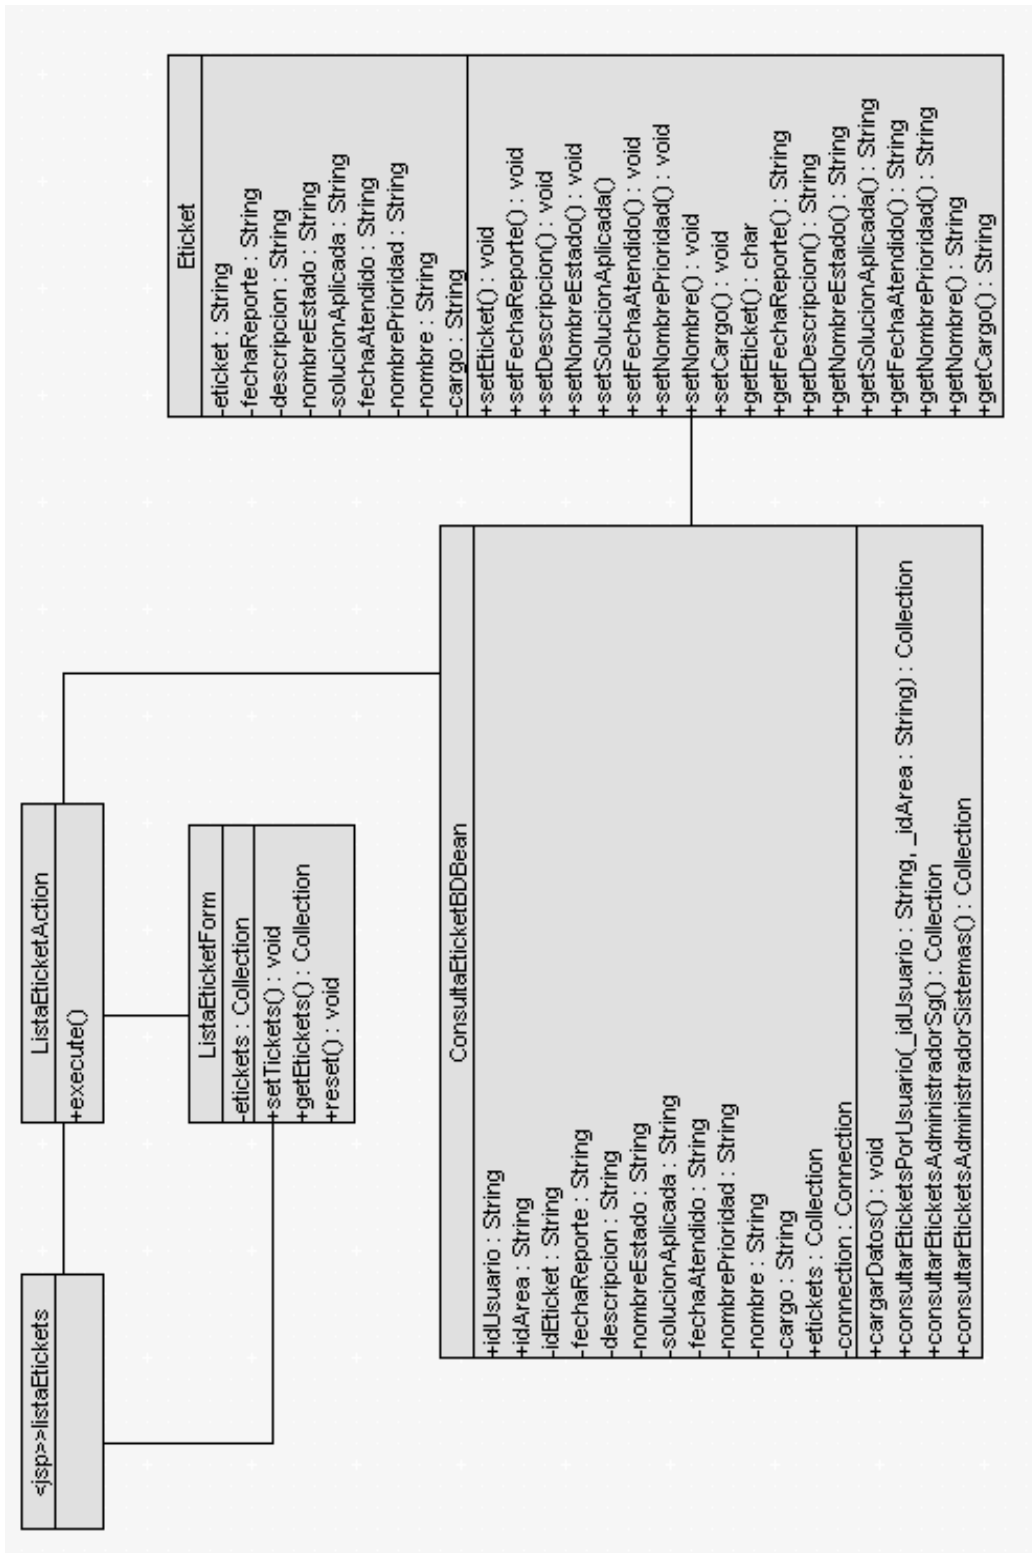 <jsp>>listaEtickets
ListaEticketAction
+execute()
ListaEticketForm
-etickets : Collection
+setTickets() : void
+getEtickets() : Collection
+reset() : void
ConsultaEticketBDBean
+idUsuario : String
+idArea : String
-idEticket : String
-fechaReporte : String
-descripcion : String
-nombreEstado : String
-solucionAplicada : String
-fechaAtendido : String
-nombrePrioridad : String
-nombre : String
-cargo : String
+etickets : Collection
-connection : Connection
+cargarDatos() : void
+consultarEticketsPorUsuario(_idUsuario : String, _idArea : String) : Collection
+consultarEticketsAdministradorSg() : Collection
+consultarEticketsAdministradorSistemas() : Collection
Eticket
-eticket : String
-fechaReporte : String
-descripcion : String
-nombreEstado : String
-solucionAplicada : String
-fechaAtendido : String
-nombrePrioridad : String
-nombre : String
-cargo : String
+setEticket() : void
+setFechaReporte() : void
+setDescripcion() : void
+setNombreEstado() : void
+setSolucionAplicada()
+setFechaAtendido() : void
+setNombrePrioridad() : void
+setNombre() : void
+setCargo() : void
+getEticket() : char
+getFechaReporte() : String
+getDescripcion() : String
+getNombreEstado() : String
+getSolucionAplicada() : String
+getFechaAtendido() : String
+getNombrePrioridad() : String
+getNombre() : String
+getCargo() : String